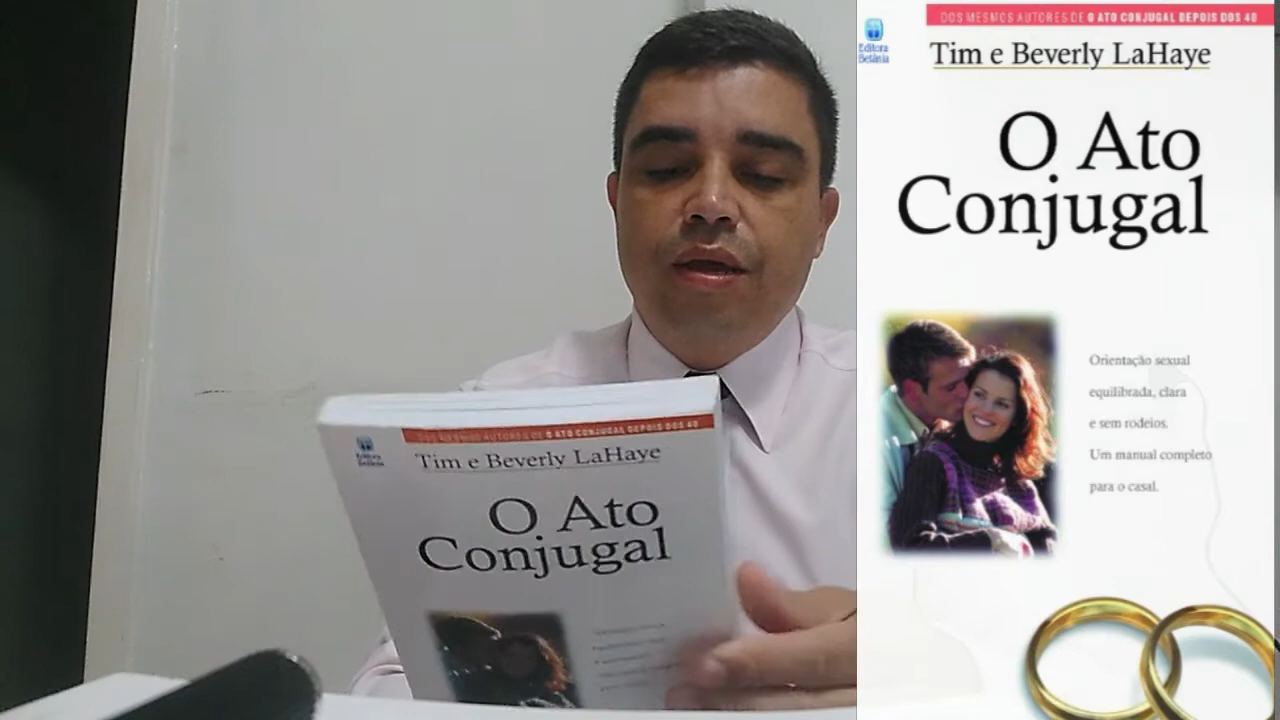 DOS MESMOS AUTORES DE O ATO CONJUGAL DEPOIS DOS 40
Tim e Beverly LaHaye
O Ato
Conjugal
DOS MESMOS AUTORES DE O ATO CONJUGAL DEPOIS DOS 40
Editora
Betânia
Tim e Beverly LaHaye
O Ato
Conjugal
Orientação sexual
equilibrada, clara
e sem rodeios.
Um manual completo
para o casal.